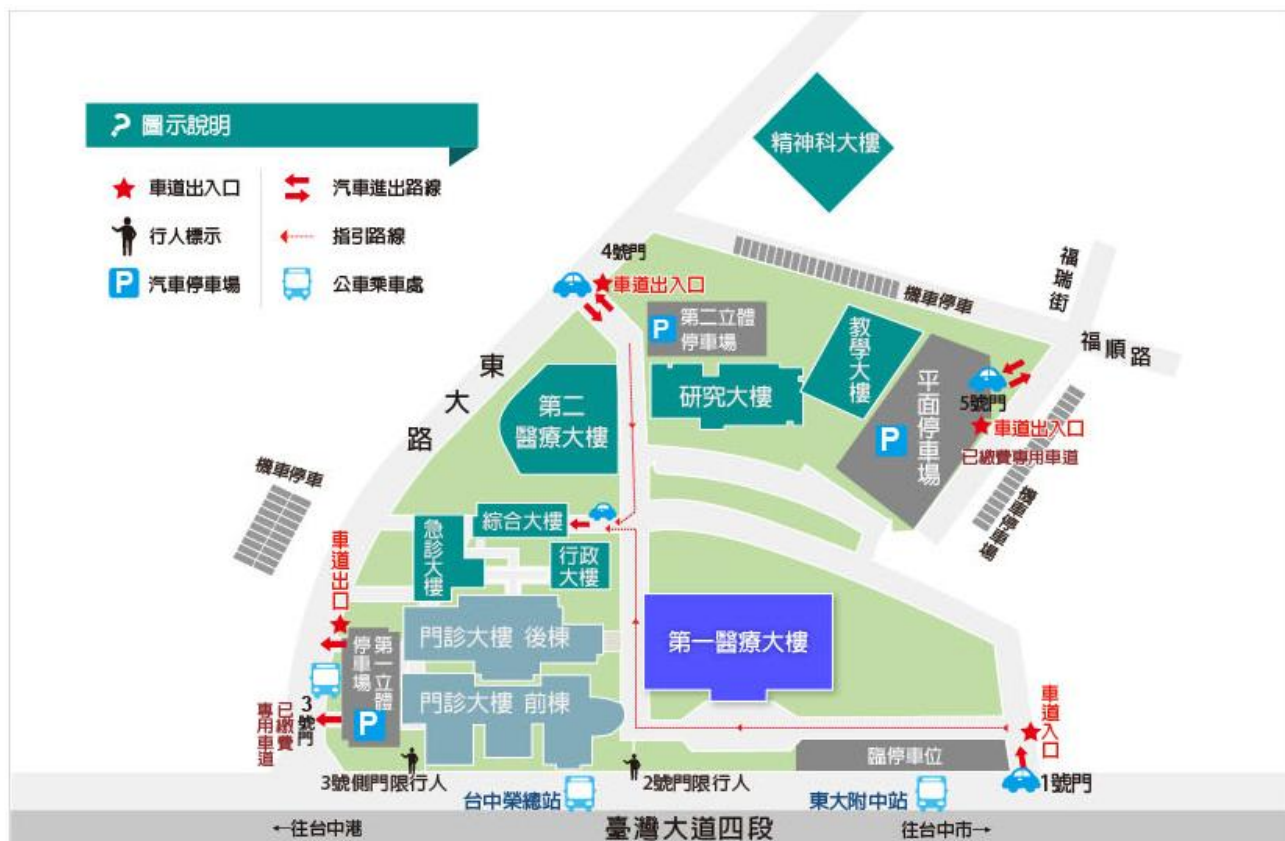 圖示說明
車道出入口
汽車進出路線
行人標示
指引路線
P
汽車停車場
公車乘車處
精神科大樓
4號門
車道出入口
機車停車
福瑞街
福順路
P
第二立體
停車場
教學大樓
東大路
第二
醫療大樓
研究大樓
平面停車場
P
5號門
車道出入口
已繳費專用車道
機車停車場
機車停車
綜合大樓
急診大樓
行政
大樓
車道出口
門診大樓 後棟
第一醫療大樓
第一立體
停車場
P
門診大樓 前棟
3號門
已繳費
專用車道
車道入口
臨停車位
3號側門限行人
2號門限行人
1號門
台中榮總站
東大附中站
←往台中港
臺灣大道四段
往台中市→